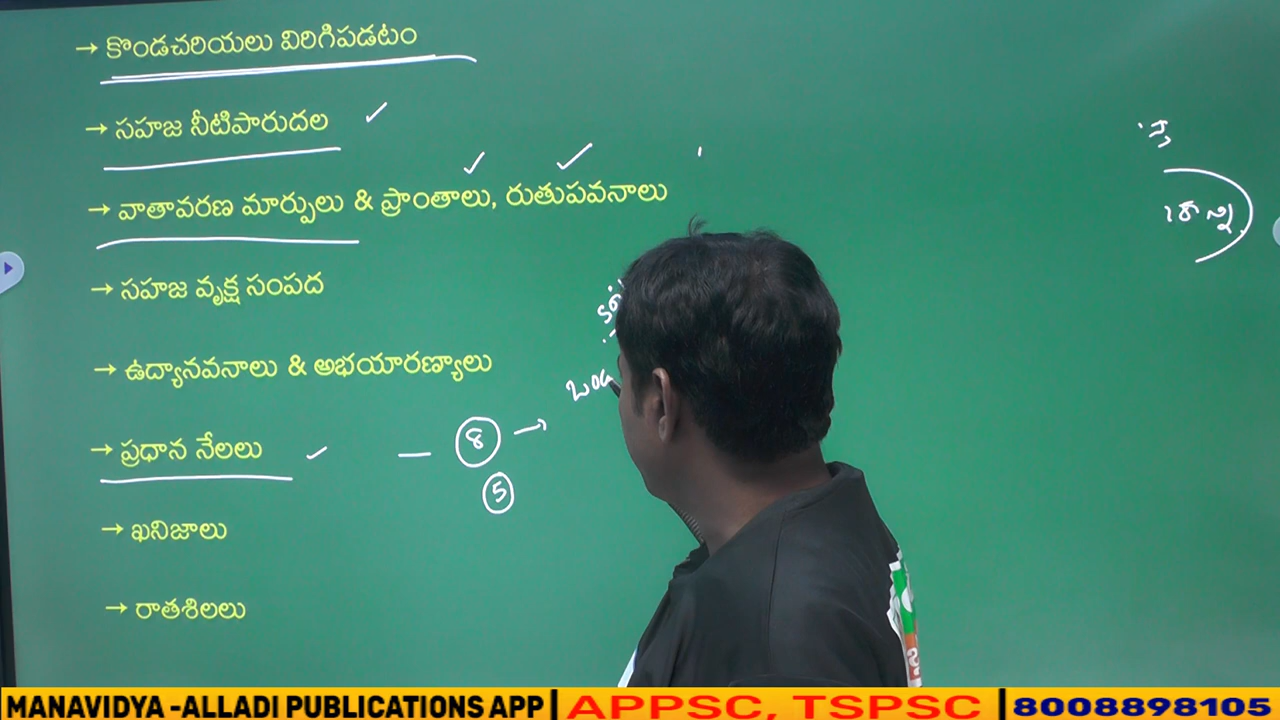 → కొండచరియలు విరిగిపడటం
→ సహజ నీటిపారుదల
→ వాతావరణ మార్పులు & ప్రాంతాలు, రుతుపవనాలు
→ సహజ వృక్ష సంపద
→ ఉద్యానవనాలు & అభయారణ్యాలు
→ ప్రధాన నేలలు
8 →
5
→ ఖనిజాలు
→ రాతశిలలు
MANAVIDYA -ALLADI PUBLICATIONS APP | APPSC, TSPSC | 8008898105